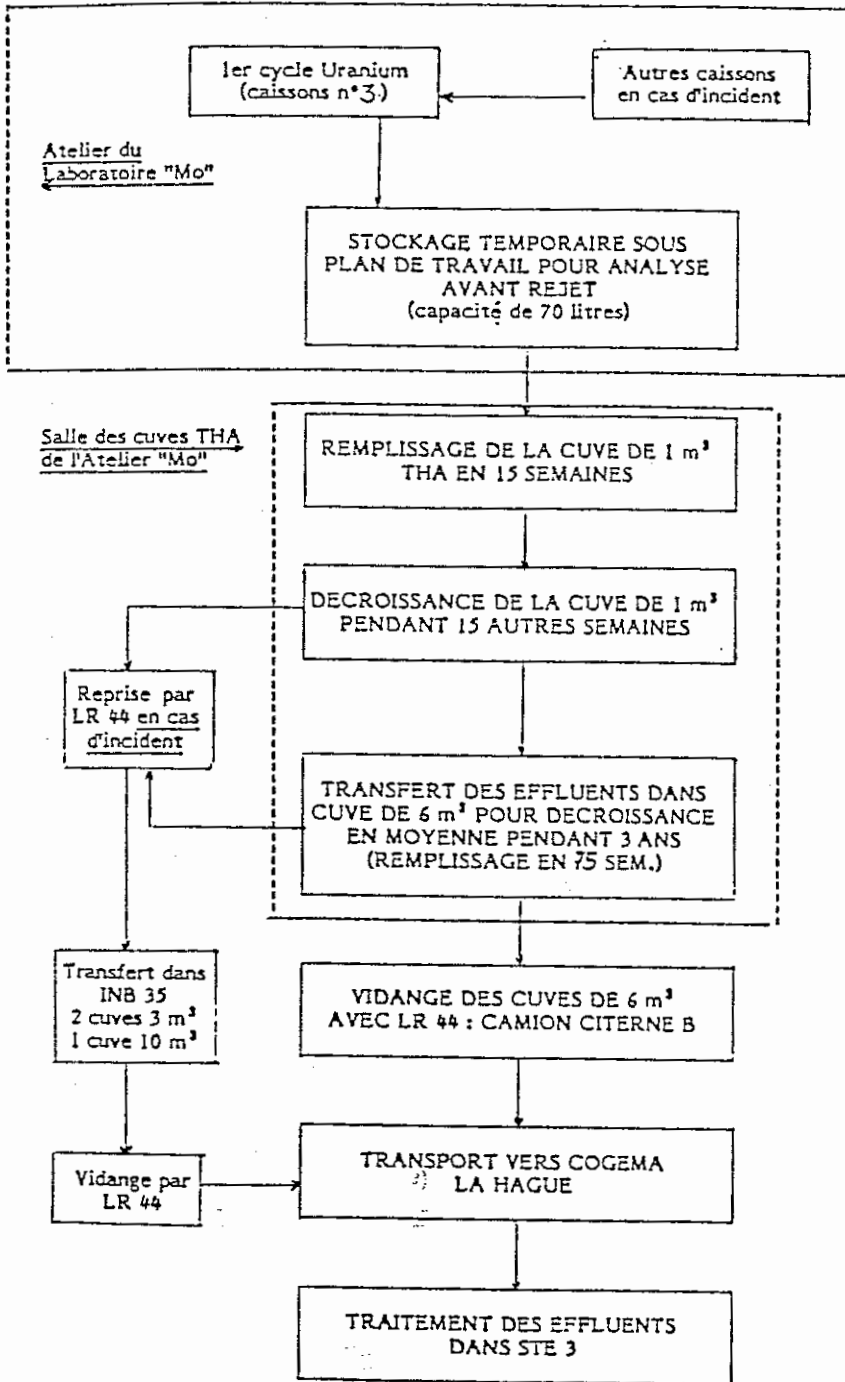 1er cycle Uranium
(caissons n°3.)
Autres caissons
en cas d'incident
Atelier du
Laboratoire "Mo"
STOCKAGE TEMPORAIRE SOUS
PLAN DE TRAVAIL POUR ANALYSE
AVANT REJET
(capacité de 70 litres)
Salle des cuves THA
de l'Atelier "Mo"
REMPLISSAGE DE LA CUVE DE 1 m³
THA EN 15 SEMAINES
DECROISSANCE DE LA CUVE DE 1 m³
PENDANT 15 AUTRES SEMAINES
Reprise par
LR 44 en cas
d'incident
TRANSFERT DES EFFLUENTS DANS
CUVE DE 6 m³ POUR DECROISSANCE
EN MOYENNE PENDANT 3 ANS
(REMPLISSAGE EN 75 SEM.)
Transfert dans
INB 35
2 cuves 3 m³
1 cuve 10 m³
VIDANGE DES CUVES DE 6 m³
AVEC LR 44 : CAMION CITERNE B
Vidange par
LR 44
TRANSPORT VERS COGEMA
LA HAGUE
TRAITEMENT DES EFFLUENTS
DANS STE 3